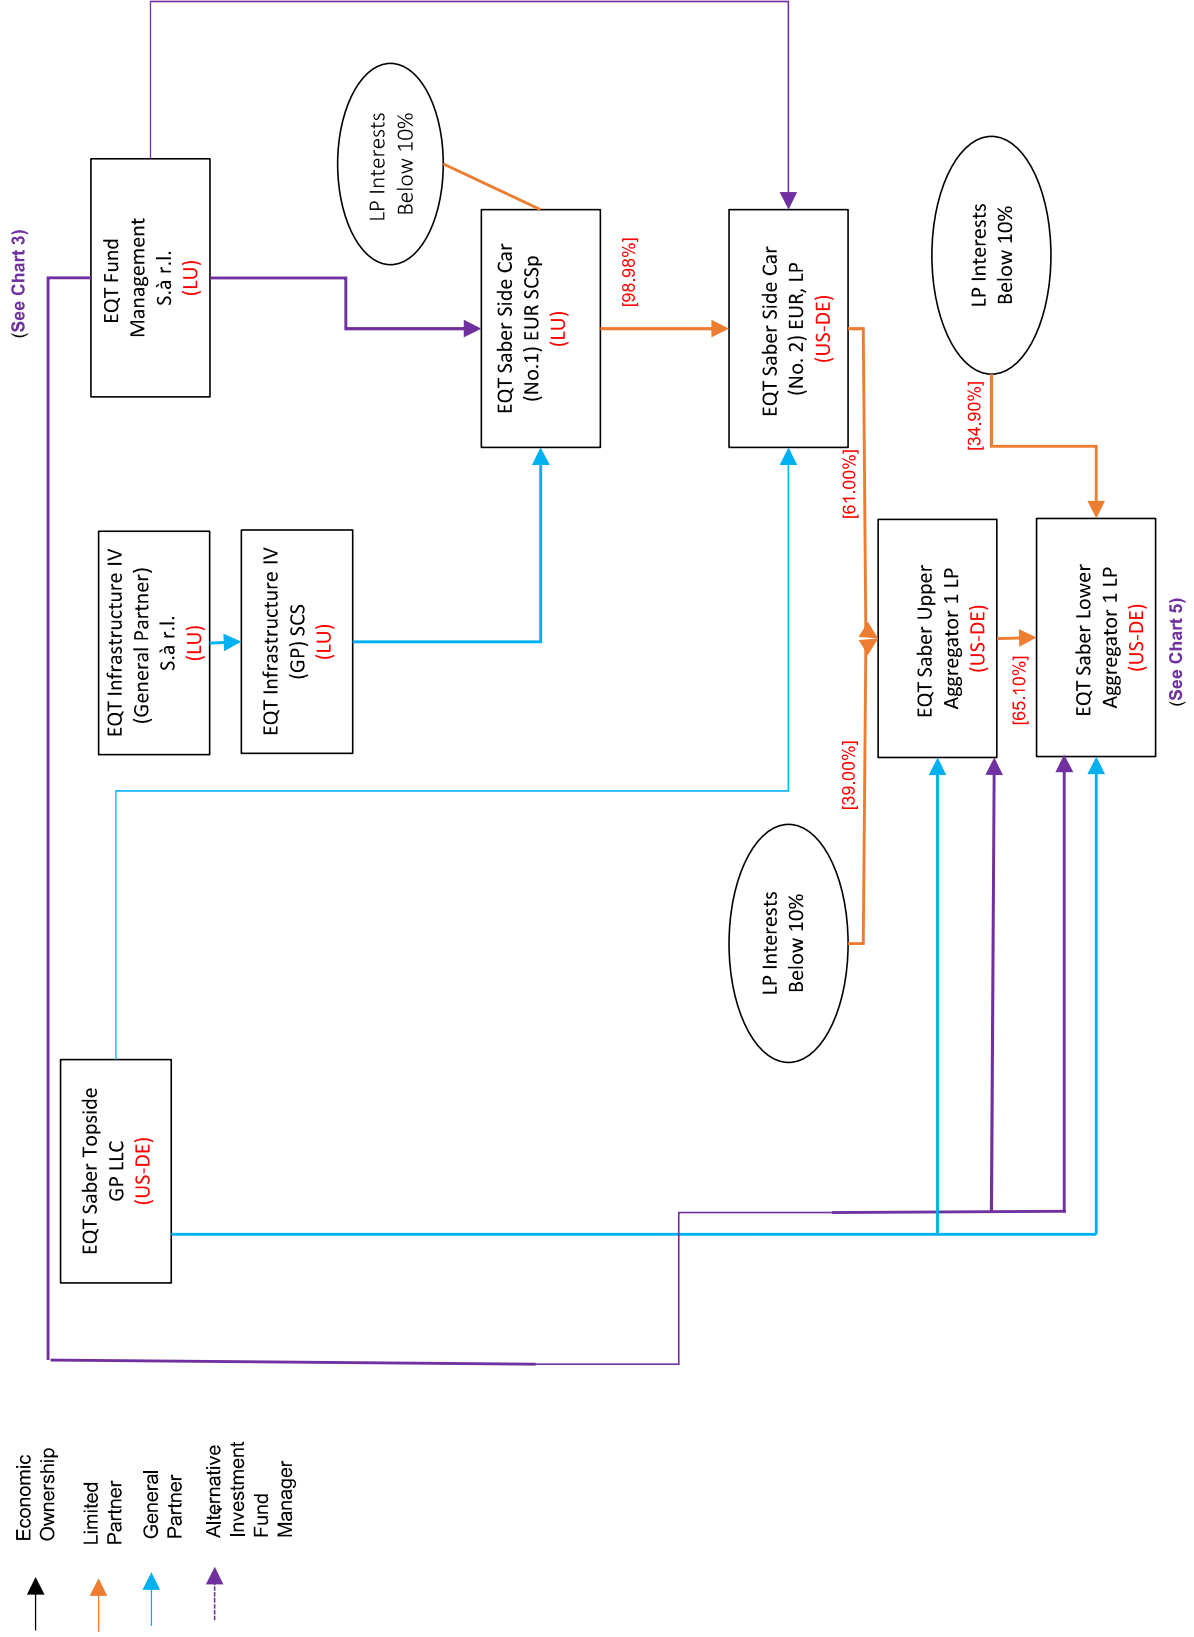 Economic
Ownership
Limited
Partner
General
Partner
Alternative
Investment
Fund
Manager
(See Chart 3)
EQT Saber Topside
GP LLC
(US-DE)
EQT Infrastructure IV
(General Partner)
S.à r.l.
(LU)
EQT Fund
Management
S.à r.l.
(LU)
EQT Infrastructure IV
(GP) SCS
(LU)
LP Interests
Below 10%
EQT Saber Side Car
(No.1) EUR SCSp
(LU)
[98.98%]
LP Interests
Below 10%
EQT Saber Side Car
(No. 2) EUR, LP
(US-DE)
[39.00%]
[61.00%]
EQT Saber Upper
Aggregator 1 LP
(US-DE)
LP Interests
Below 10%
[34.90%]
[65.10%]
EQT Saber Lower
Aggregator 1 LP
(US-DE)
(See Chart 5)